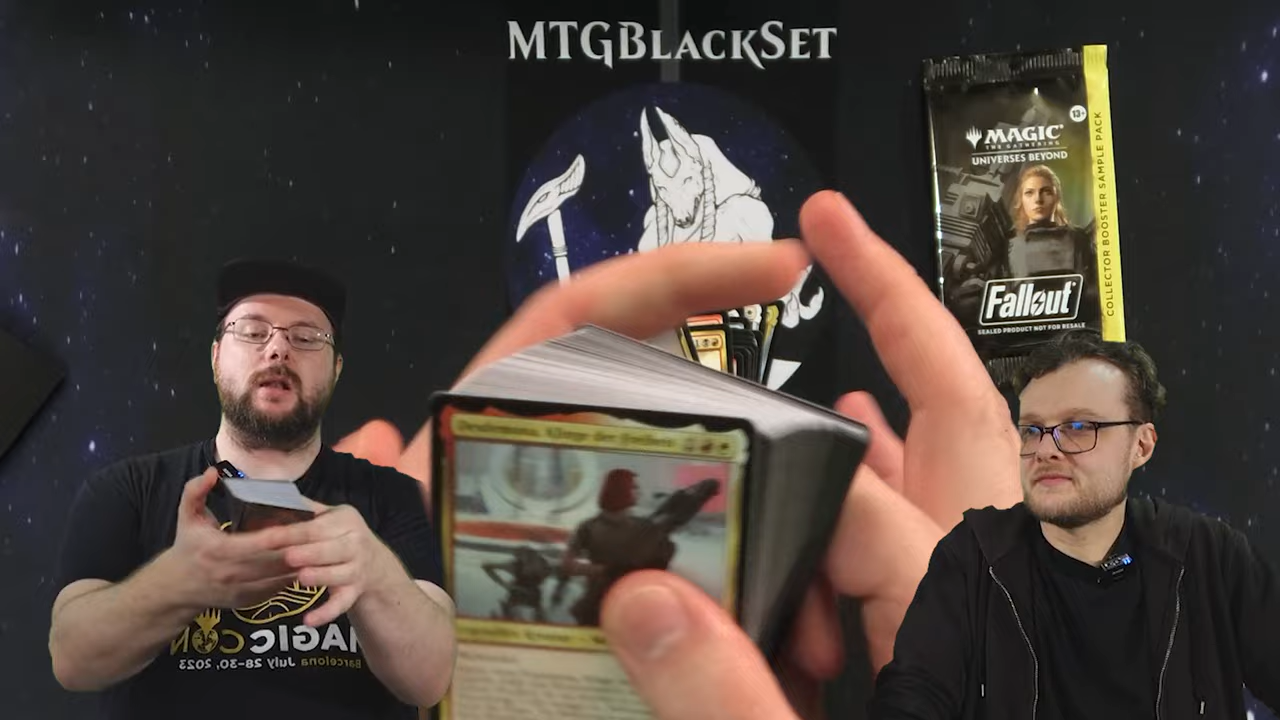 MTGBLACKSET
13+
MAGIC
THE GATHERING
UNIVERSES BEYOND
COLLECTOR BOOSTER SAMPLE PACK
Fallout
SEALED PRODUCT NOT FOR RESALE
MAGICCON
Barcelona July 28-30, 2023